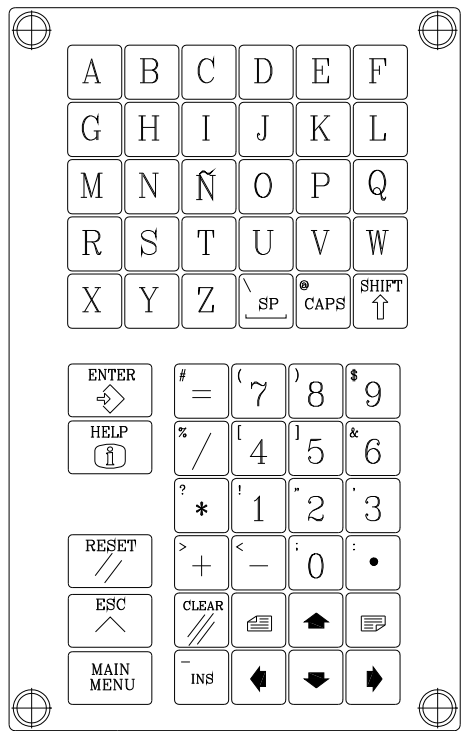 A B C D E F
G H I J K L
M N Ñ O P Q
R S T U V W
X Y Z \ SP @ CAPS SHIFT
ENTER # = ( 7 ) 8 $ 9
HELP i % / [ 4 ] 5 & 6
? * ! 1 " 2 ' 3
RESET // > + < - ; 0 : •
ESC CLEAR ///
MAIN
MENU
_ INS